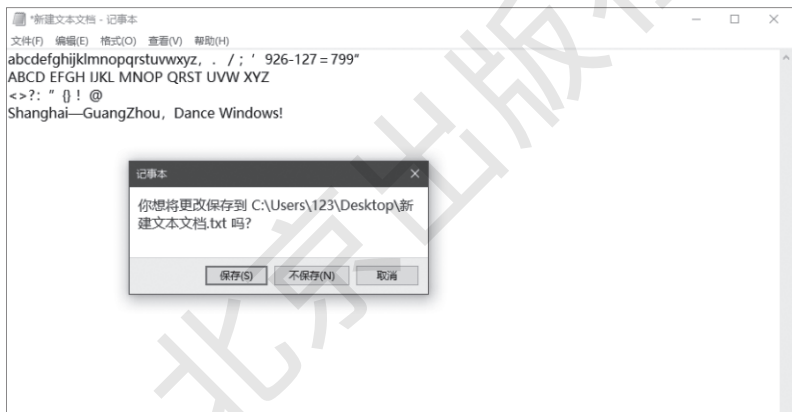 *新建文本文档 - 记事本
文件(F) 编辑(E) 格式(O) 查看(V) 帮助(H)
abcdefghijklmnopqrstuvwxyz, . / ; ' 926-127 = 799"
ABCD EFGH IJKL MNOP QRST UVW XYZ
<>?: " {} ! @
Shanghai—GuangZhou, Dance Windows!
记事本
你想将更改保存到 C:\Users\123\Desktop\新
建文本文档.txt 吗?
保存(S) 不保存(N) 取消
北京出版社